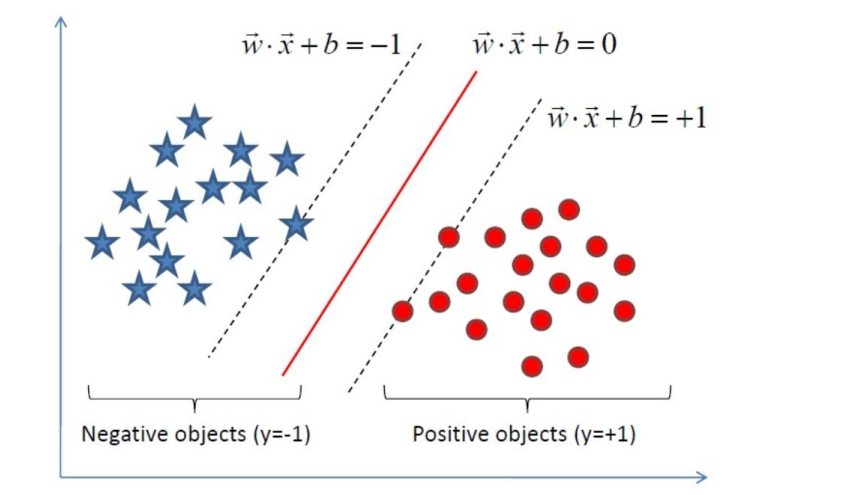 w⃗ · x⃗ + b = −1
w⃗ · x⃗ + b = 0
w⃗ · x⃗ + b = +1
Negative objects (y=-1)
Positive objects (y=+1)